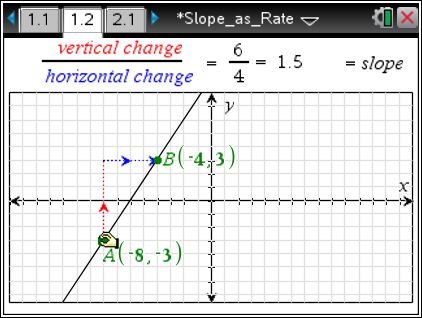 1.1 1.2 2.1 *Slope_as_Rate
vertical change
horizontal change
= 6/4 = 1.5 = slope
y
B(-4,3)
x
A(-8,-3)